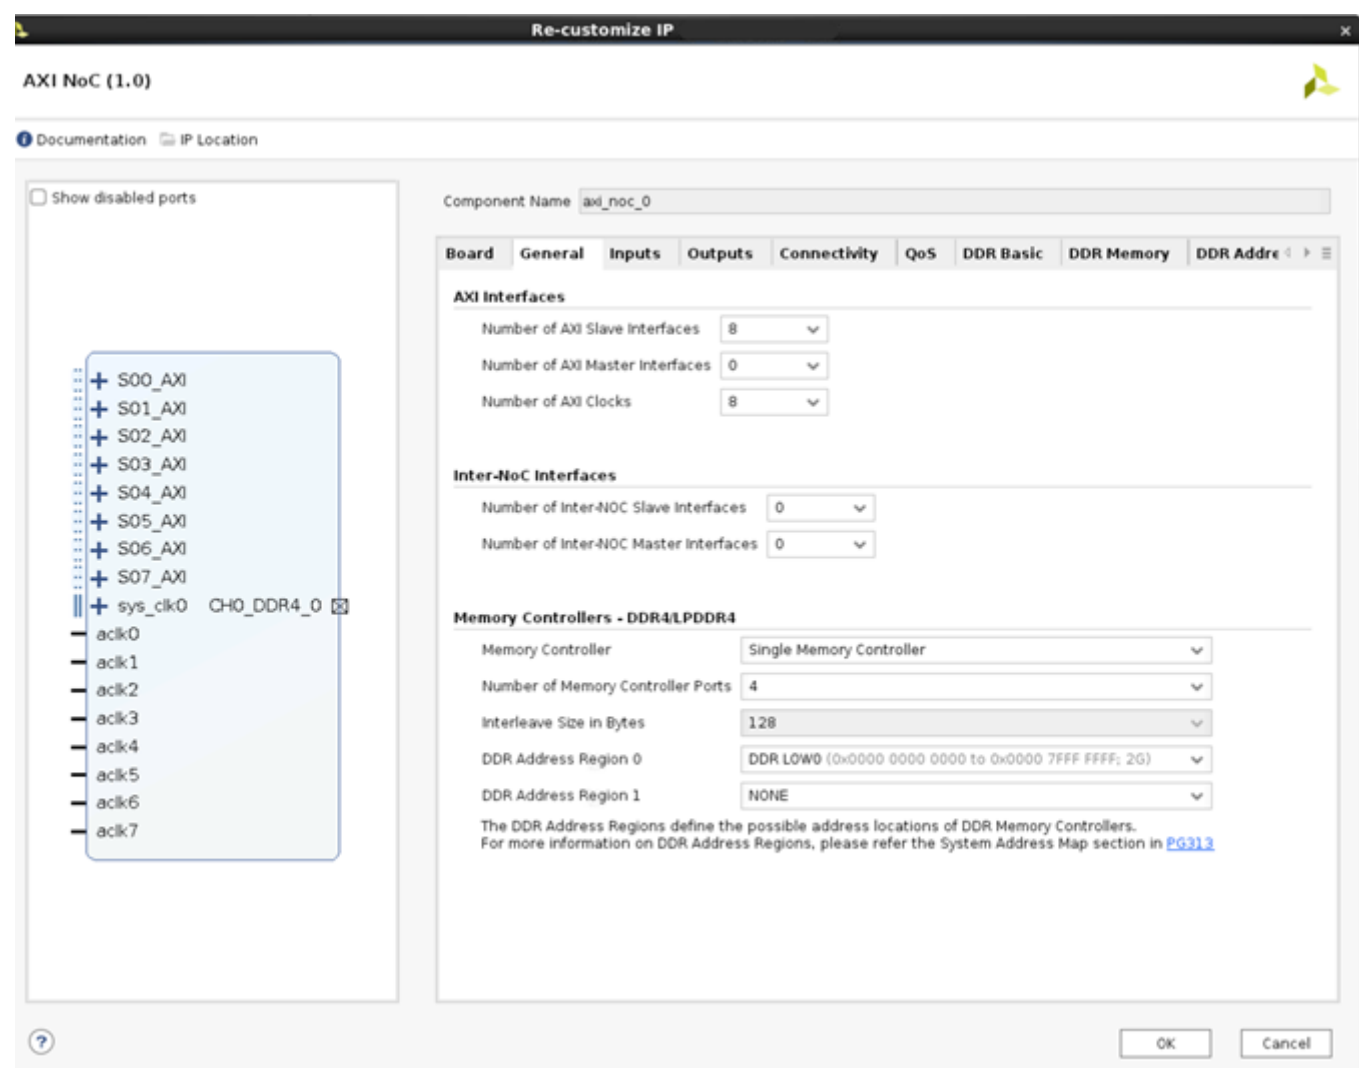 Re-customize IP
AXI NoC (1.0)
Documentation IP Location
Show disabled ports
S00_AXI
S01_AXI
S02_AXI
S03_AXI
S04_AXI
S05_AXI
S06_AXI
S07_AXI
sys_clk0 CH0_DDR4_0
aclk0
aclk1
aclk2
aclk3
aclk4
aclk5
aclk6
aclk7
Component Name axi_noc_0
Board General Inputs Outputs Connectivity QoS DDR Basic DDR Memory DDR Addre
AXI Interfaces
Number of AXI Slave Interfaces 8
Number of AXI Master Interfaces 0
Number of AXI Clocks 8
Inter-NoC Interfaces
Number of Inter-NOC Slave Interfaces 0
Number of Inter-NOC Master Interfaces 0
Memory Controllers - DDR4/LPDDR4
Memory Controller Single Memory Controller
Number of Memory Controller Ports 4
Interleave Size in Bytes 128
DDR Address Region 0 DDR LOW0 (0x0000 0000 0000 to 0x0000 7FFF FFFF; 2G)
DDR Address Region 1 NONE
The DDR Address Regions define the possible address locations of DDR Memory Controllers.
For more information on DDR Address Regions, please refer the System Address Map section in PG313
? OK Cancel